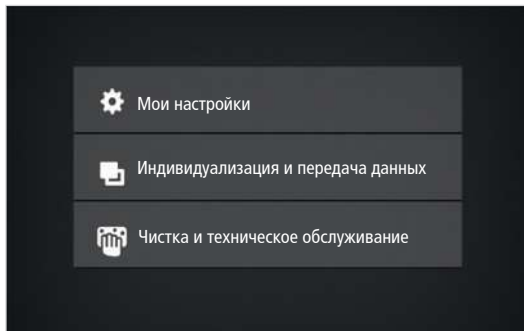 Мои настройки
Индивидуализация и передача данных
Чистка и техническое обслуживание